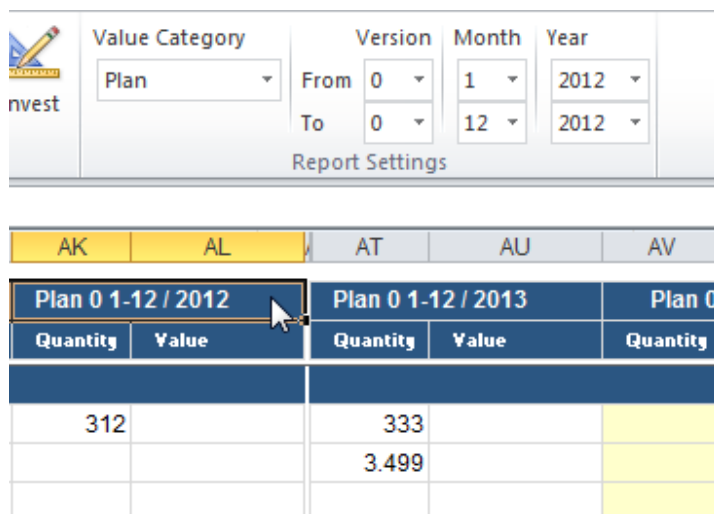 Value Category Version Month Year
Plan From 0 1 2012
nvest
To 0 12 2012
Report Settings
AK AL AT AU AV
Plan 0 1-12 / 2012 Plan 0 1-12 / 2013 Plan 0
Quantity Value Quantity Value Quantity
312 333
3.499